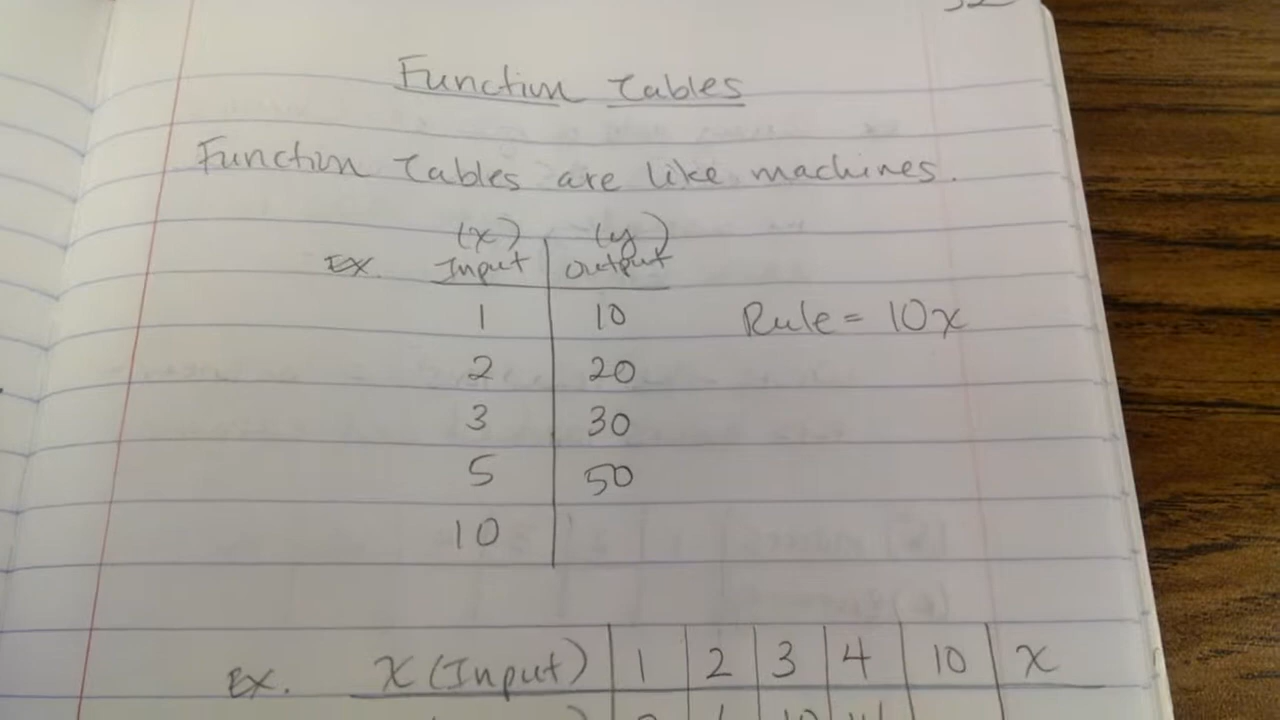 Function Tables
Function Tables are like machines.
(x) (y)
Ex. Input Output
1 10 Rule = 10x
2 20
3 30
5 50
10
Ex. x (Input) 1 2 3 4 10 x